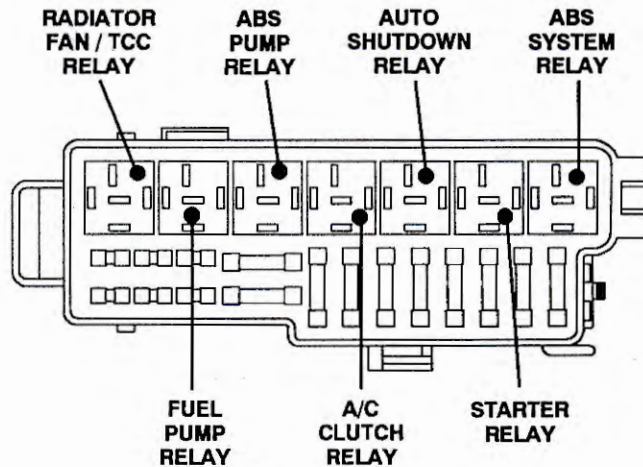 RADIATOR
FAN / TCC
RELAY
ABS
PUMP
RELAY
AUTO
SHUTDOWN
RELAY
ABS
SYSTEM
RELAY
FUEL
PUMP
RELAY
A/C
CLUTCH
RELAY
STARTER
RELAY